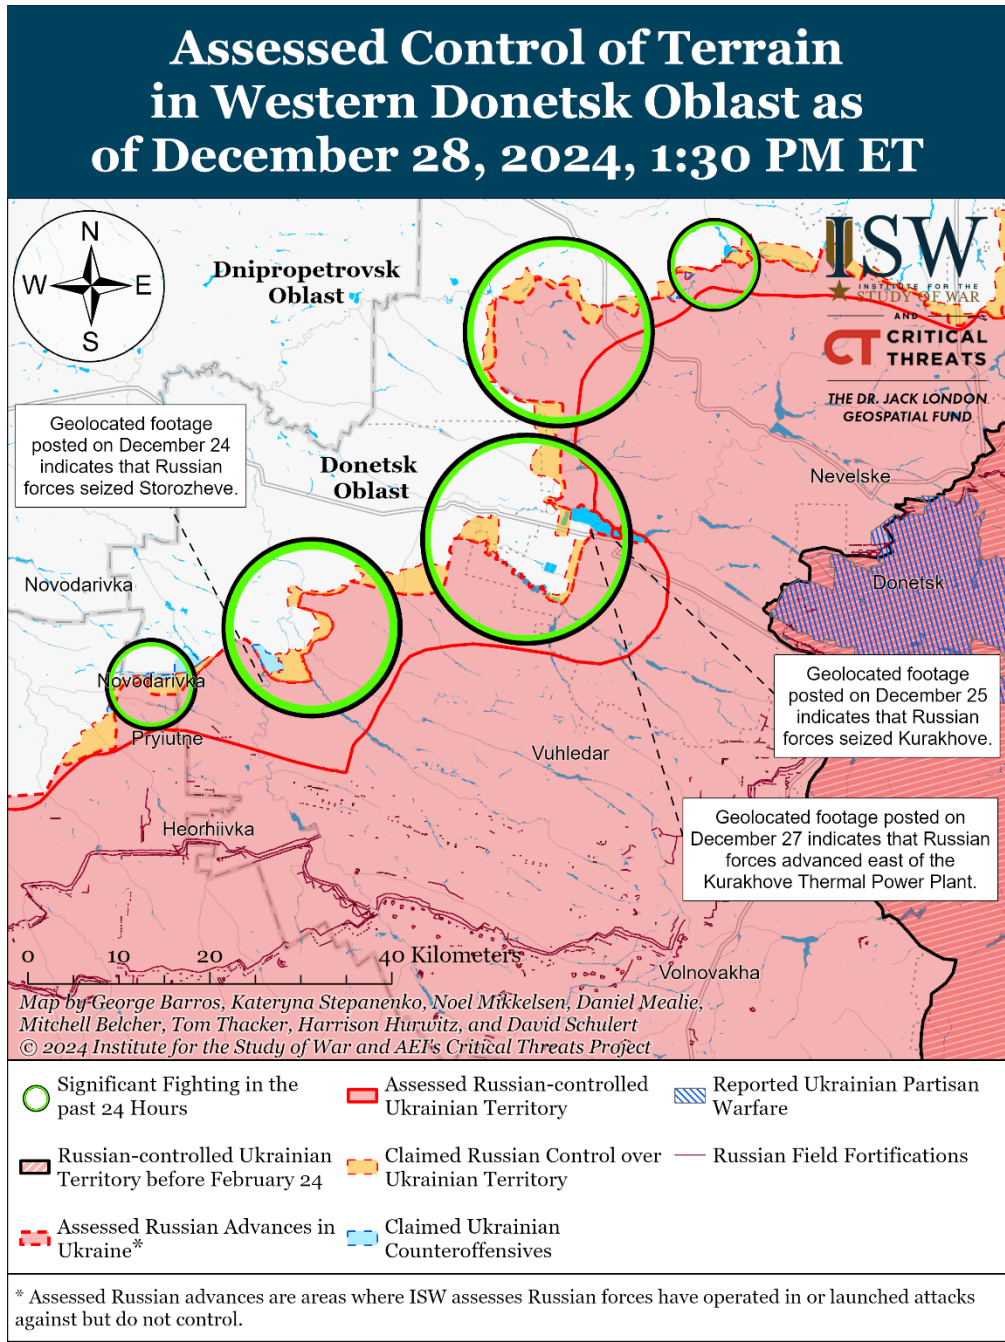 Assessed Control of Terrain
in Western Donetsk Oblast as
of December 28, 2024, 1:30 PM ET
N
W
E
S
Dnipropetrovsk
Oblast
ISW
INSTITUTE FOR THE
STUDY OF WAR
AND
CT CRITICAL
THREATS
THE DR. JACK LONDON
GEOSPATIAL FUND
Geolocated footage
posted on December 24
indicates that Russian
forces seized Storozheve.
Donetsk
Oblast
Nevelske
Novodarivka
Donetsk
Novodarivka
Pryiutne
Geolocated footage
posted on December 25
indicates that Russian
forces seized Kurakhove.
Vuhledar
Geolocated footage posted on
December 27 indicates that Russian
forces advanced east of the
Kurakhove Thermal Power Plant.
Heorhiivka
0 10 20 40 Kilometers
Volnovakha
Map by George Barros, Kateryna Stepanenko, Noel Mikkelsen, Daniel Mealie,
Mitchell Belcher, Tom Thacker, Harrison Hurwitz, and David Schulert
© 2024 Institute for the Study of War and AEI's Critical Threats Project
Significant Fighting in the
past 24 Hours
Assessed Russian-controlled
Ukrainian Territory
Reported Ukrainian Partisan
Warfare
Russian-controlled Ukrainian
Territory before February 24
Claimed Russian Control over
Ukrainian Territory
Russian Field Fortifications
Assessed Russian Advances in
Ukraine*
Claimed Ukrainian
Counteroffensives
* Assessed Russian advances are areas where ISW assesses Russian forces have operated in or launched attacks
against but do not control.